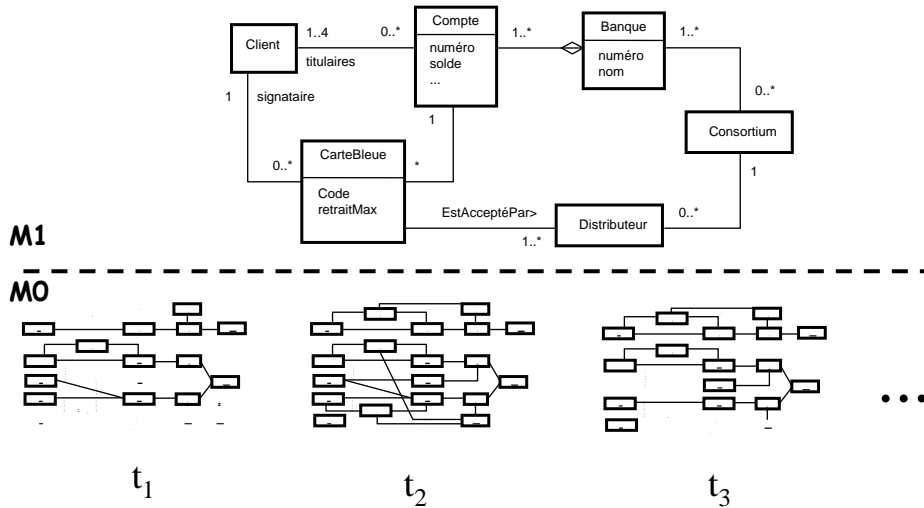 Client
1..4
titulaires
0..*
Compte
numéro
solde
...
1..*
Banque
numéro
nom
1..*
0..*
Consortium
1
1
signataire
0..*
CarteBleue
Code
retraitMax
1
*
EstAcceptéPar>
1..*
Distributeur
0..*
M1
M0
t1
t2
t3
...